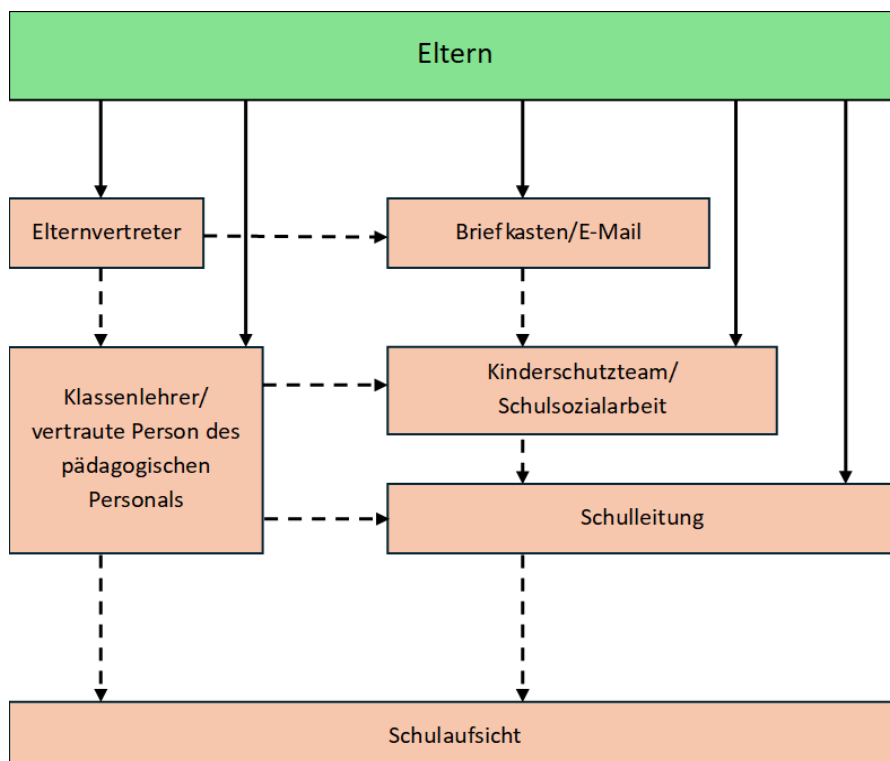 Eltern
Elternvertreter
Briefkasten/E-Mail
Klassenlehrer/
vertraute Person des
pädagogischen
Personals
Kinderschutzteam/
Schulsozialarbeit
Schulleitung
Schulaufsicht